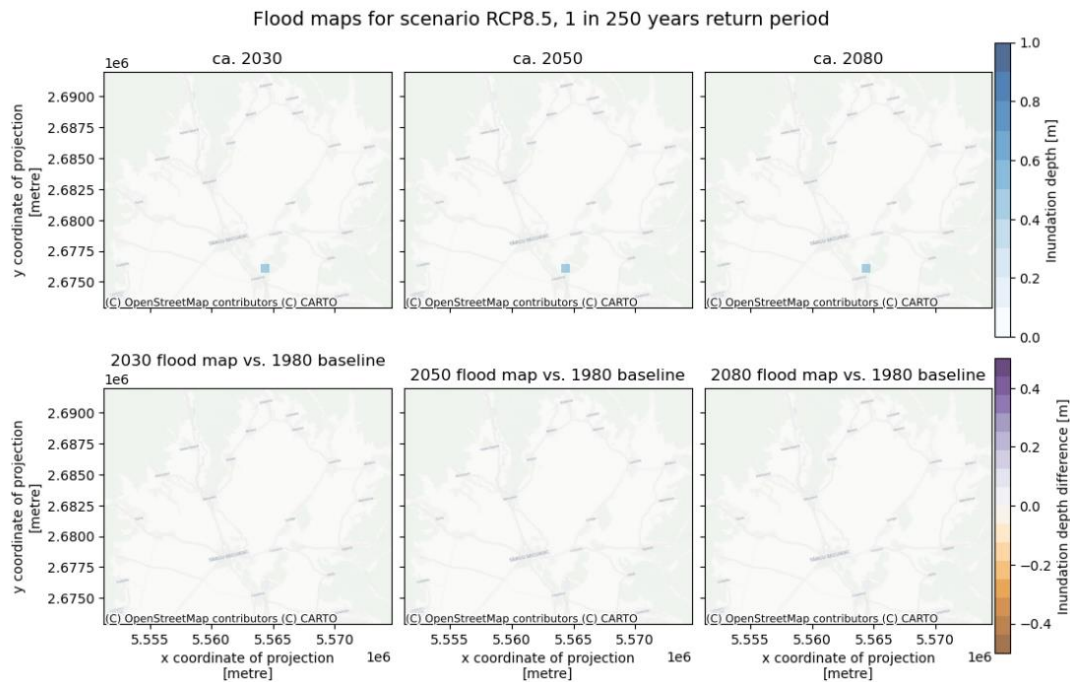 Flood maps for scenario RCP8.5, 1 in 250 years return period
ca. 2030
ca. 2050
ca. 2080
1e6
2.6900
2.6875
2.6850
2.6825
2.6800
2.6775
2.6750
y coordinate of projection
[metre]
(C) OpenStreetMap contributors (C) CARTO
(C) OpenStreetMap contributors (C) CARTO
(C) OpenStreetMap contributors (C) CARTO
1.0
0.8
0.6
0.4
0.2
0.0
Inundation depth [m]
2030 flood map vs. 1980 baseline
2050 flood map vs. 1980 baseline
2080 flood map vs. 1980 baseline
1e6
2.6900
2.6875
2.6850
2.6825
2.6800
2.6775
2.6750
y coordinate of projection
[metre]
(C) OpenStreetMap contributors (C) CARTO
(C) OpenStreetMap contributors (C) CARTO
(C) OpenStreetMap contributors (C) CARTO
5.555 5.560 5.565 5.570
5.555 5.560 5.565 5.570
5.555 5.560 5.565 5.570
x coordinate of projection
[metre]
1e6
x coordinate of projection
[metre]
1e6
x coordinate of projection
[metre]
1e6
0.4
0.2
0.0
−0.2
−0.4
Inundation depth difference [m]